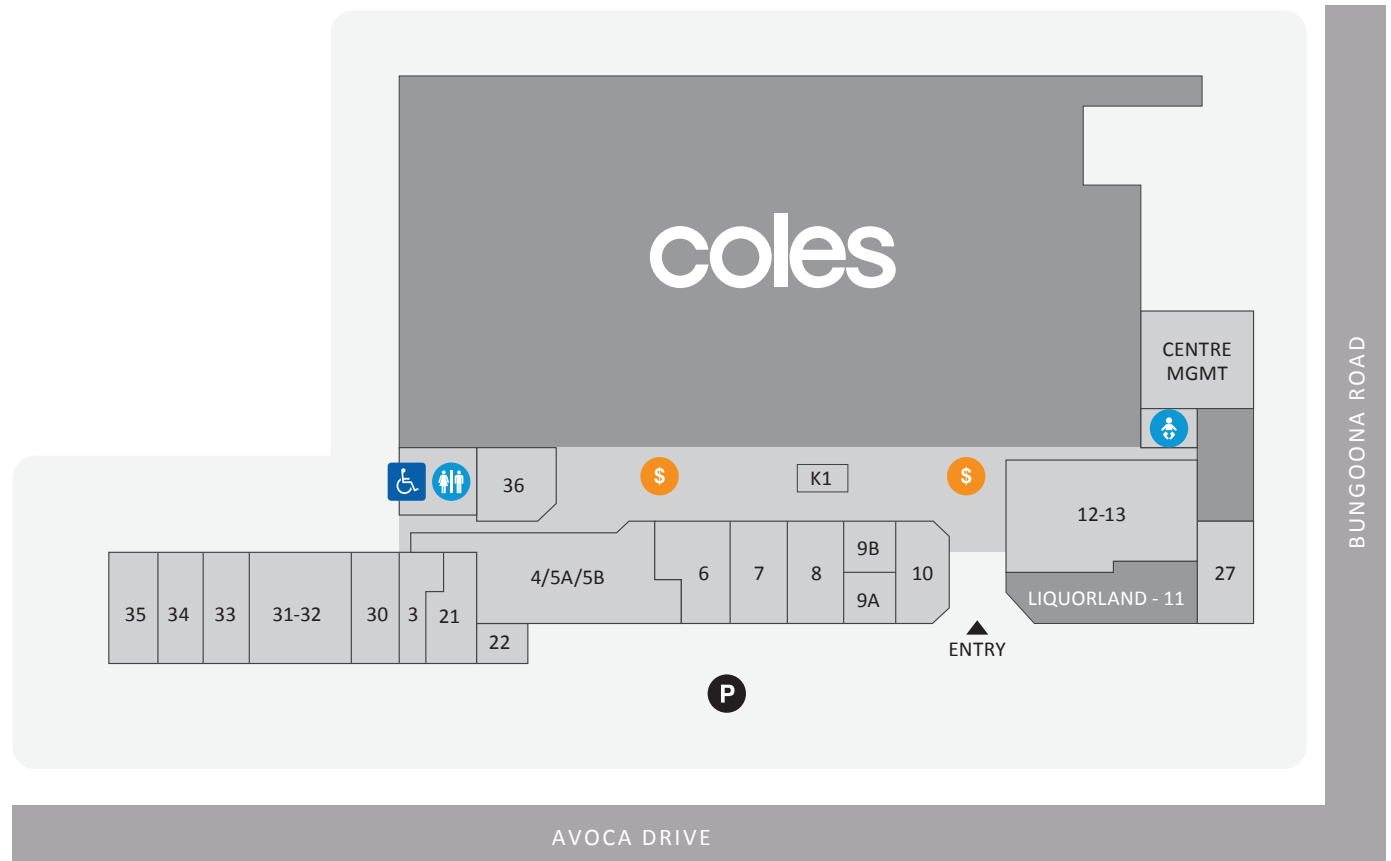 coles
CENTRE
MGMT
BUNGOONA ROAD
36
$
K1
$
12-13
4/5A/5B
6
7
8
9B
9A
10
27
LIQUORLAND - 11
35
34
33
31-32
30
3
21
22
ENTRY
P
AVOCA DRIVE